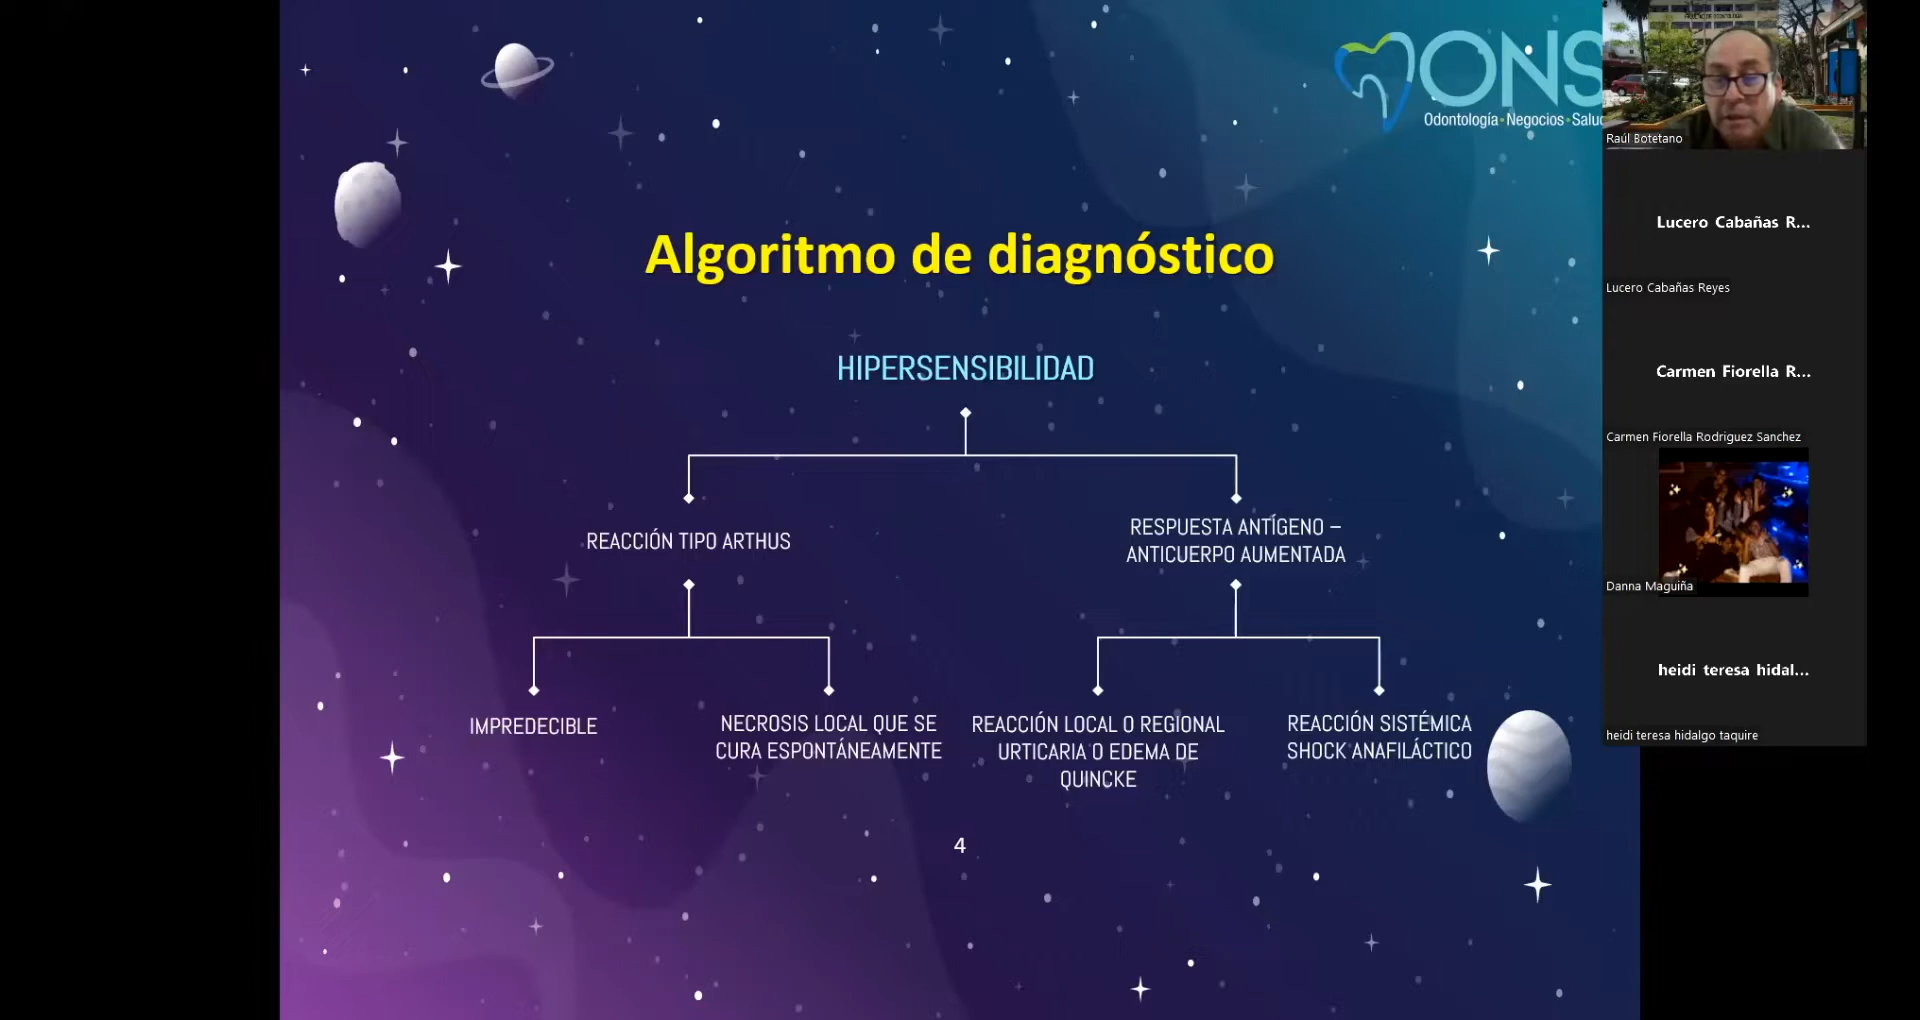 ONS
Odontología•Negocios•Salu
Algoritmo de diagnóstico
HIPERSENSIBILIDAD
REACCIÓN TIPO ARTHUS
RESPUESTA ANTÍGENO –
ANTICUERPO AUMENTADA
IMPREDECIBLE
NECROSIS LOCAL QUE SE
CURA ESPONTÁNEAMENTE
REACCIÓN LOCAL O REGIONAL
URTICARIA O EDEMA DE
QUINCKE
REACCIÓN SISTÉMICA
SHOCK ANAFILÁCTICO
4
Raúl Botetano
Lucero Cabañas R...
Lucero Cabañas Reyes
Carmen Fiorella R...
Carmen Fiorella Rodriguez Sanchez
Danna Maguiña
heidi teresa hidal...
heidi teresa hidalgo taquire